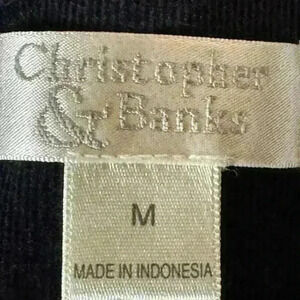 Christopher
& Banks
M
MADE IN INDONESIA